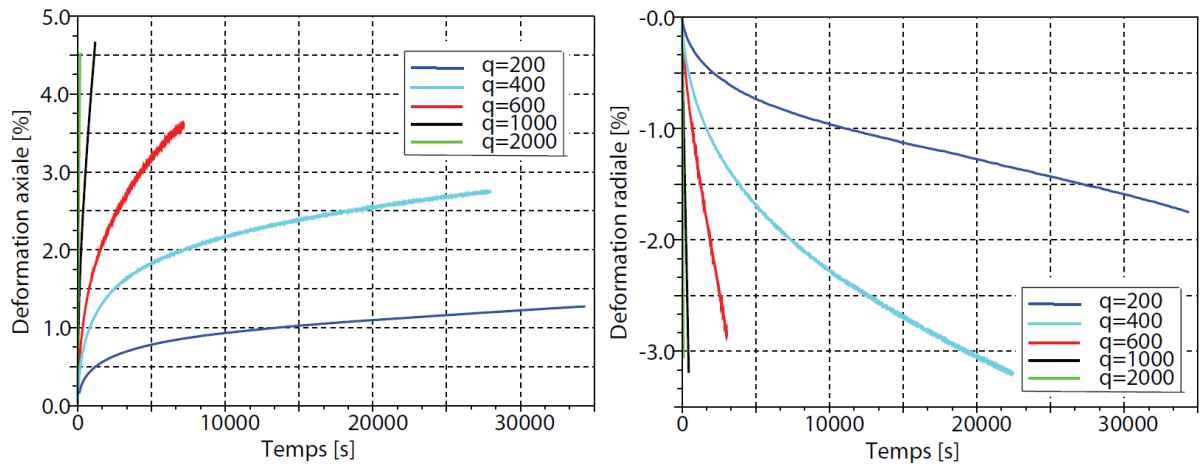 Deformation axiale [%]
5.0
4.0
3.0
2.0
1.0
0.0
q=200
q=400
q=600
q=1000
q=2000
0
10000
20000
30000
Temps [s]
Deformation radiale [%]
-0.0
-1.0
-2.0
-3.0
q=200
q=400
q=600
q=1000
q=2000
0
10000
20000
30000
Temps [s]